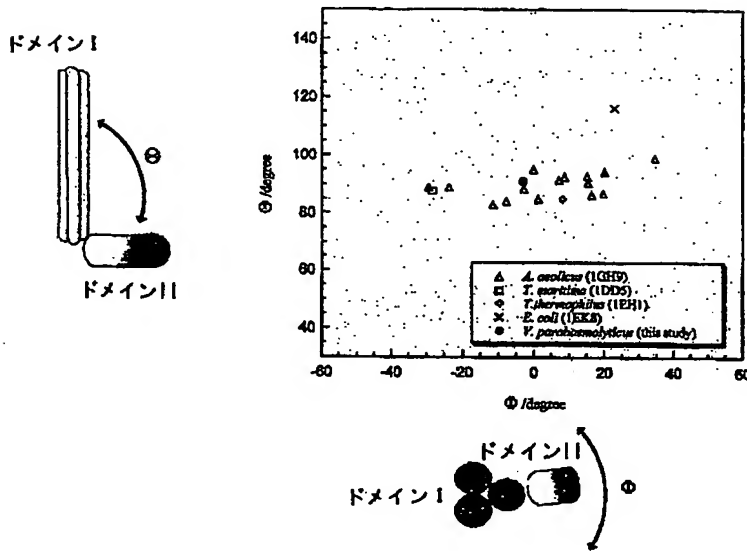 ドメインI
Θ
ドメインII
Θ /degree
150
140
120
100
80
60
40
-60
-40
-20
0
20
40
60
Φ /degree
A. aeolicus (1GH9)
T. maritima (1DD5)
T. thermophilus (1EH1)
E. coli (1EK8)
V. parahaemolyticus (this study)
ドメインII
ドメインI
Φ